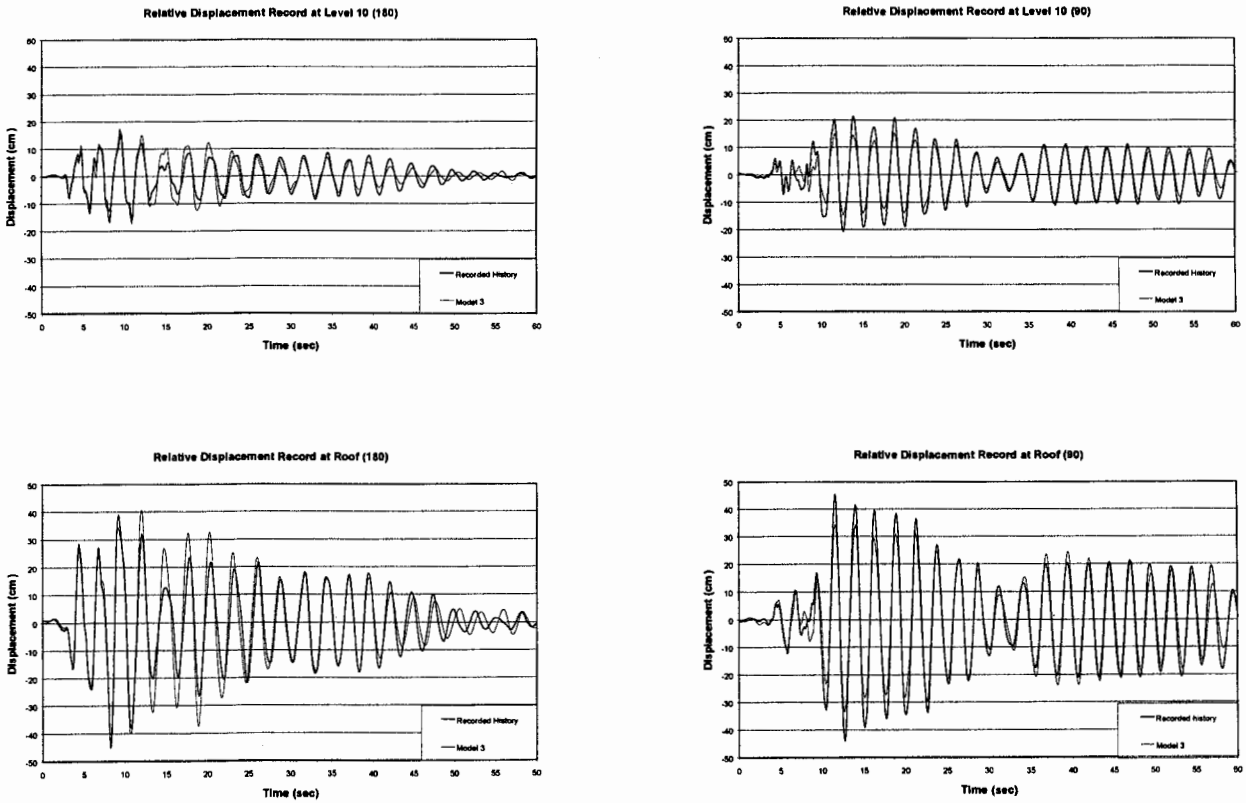 Relative Displacement Record at Level 10 (180)
60
40
30
20
10
0
-10
-20
-30
-40
-50
Displacement (cm)
Recorded History
Model 3
0 5 10 15 20 25 30 35 40 45 50 55 60
Time (sec)
Relative Displacement Record at Level 10 (90)
50
40
30
20
10
0
-10
-20
-30
-40
-50
Displacement (cm)
Recorded History
Model 3
0 5 10 15 20 25 30 35 40 45 50 55 60
Time (sec)
Relative Displacement Record at Roof (180)
50
40
30
20
10
0
-10
-20
-30
-40
-50
Displacement (cm)
Recorded History
Model 3
0 5 10 15 20 25 30 35 40 45 50 55 60
Time (sec)
Relative Displacement Record at Roof (90)
50
40
30
20
10
0
-10
-20
-30
-40
-50
Displacement (cm)
Recorded history
Model 3
0 5 10 15 20 25 30 35 40 45 50 55 60
Time (sec)